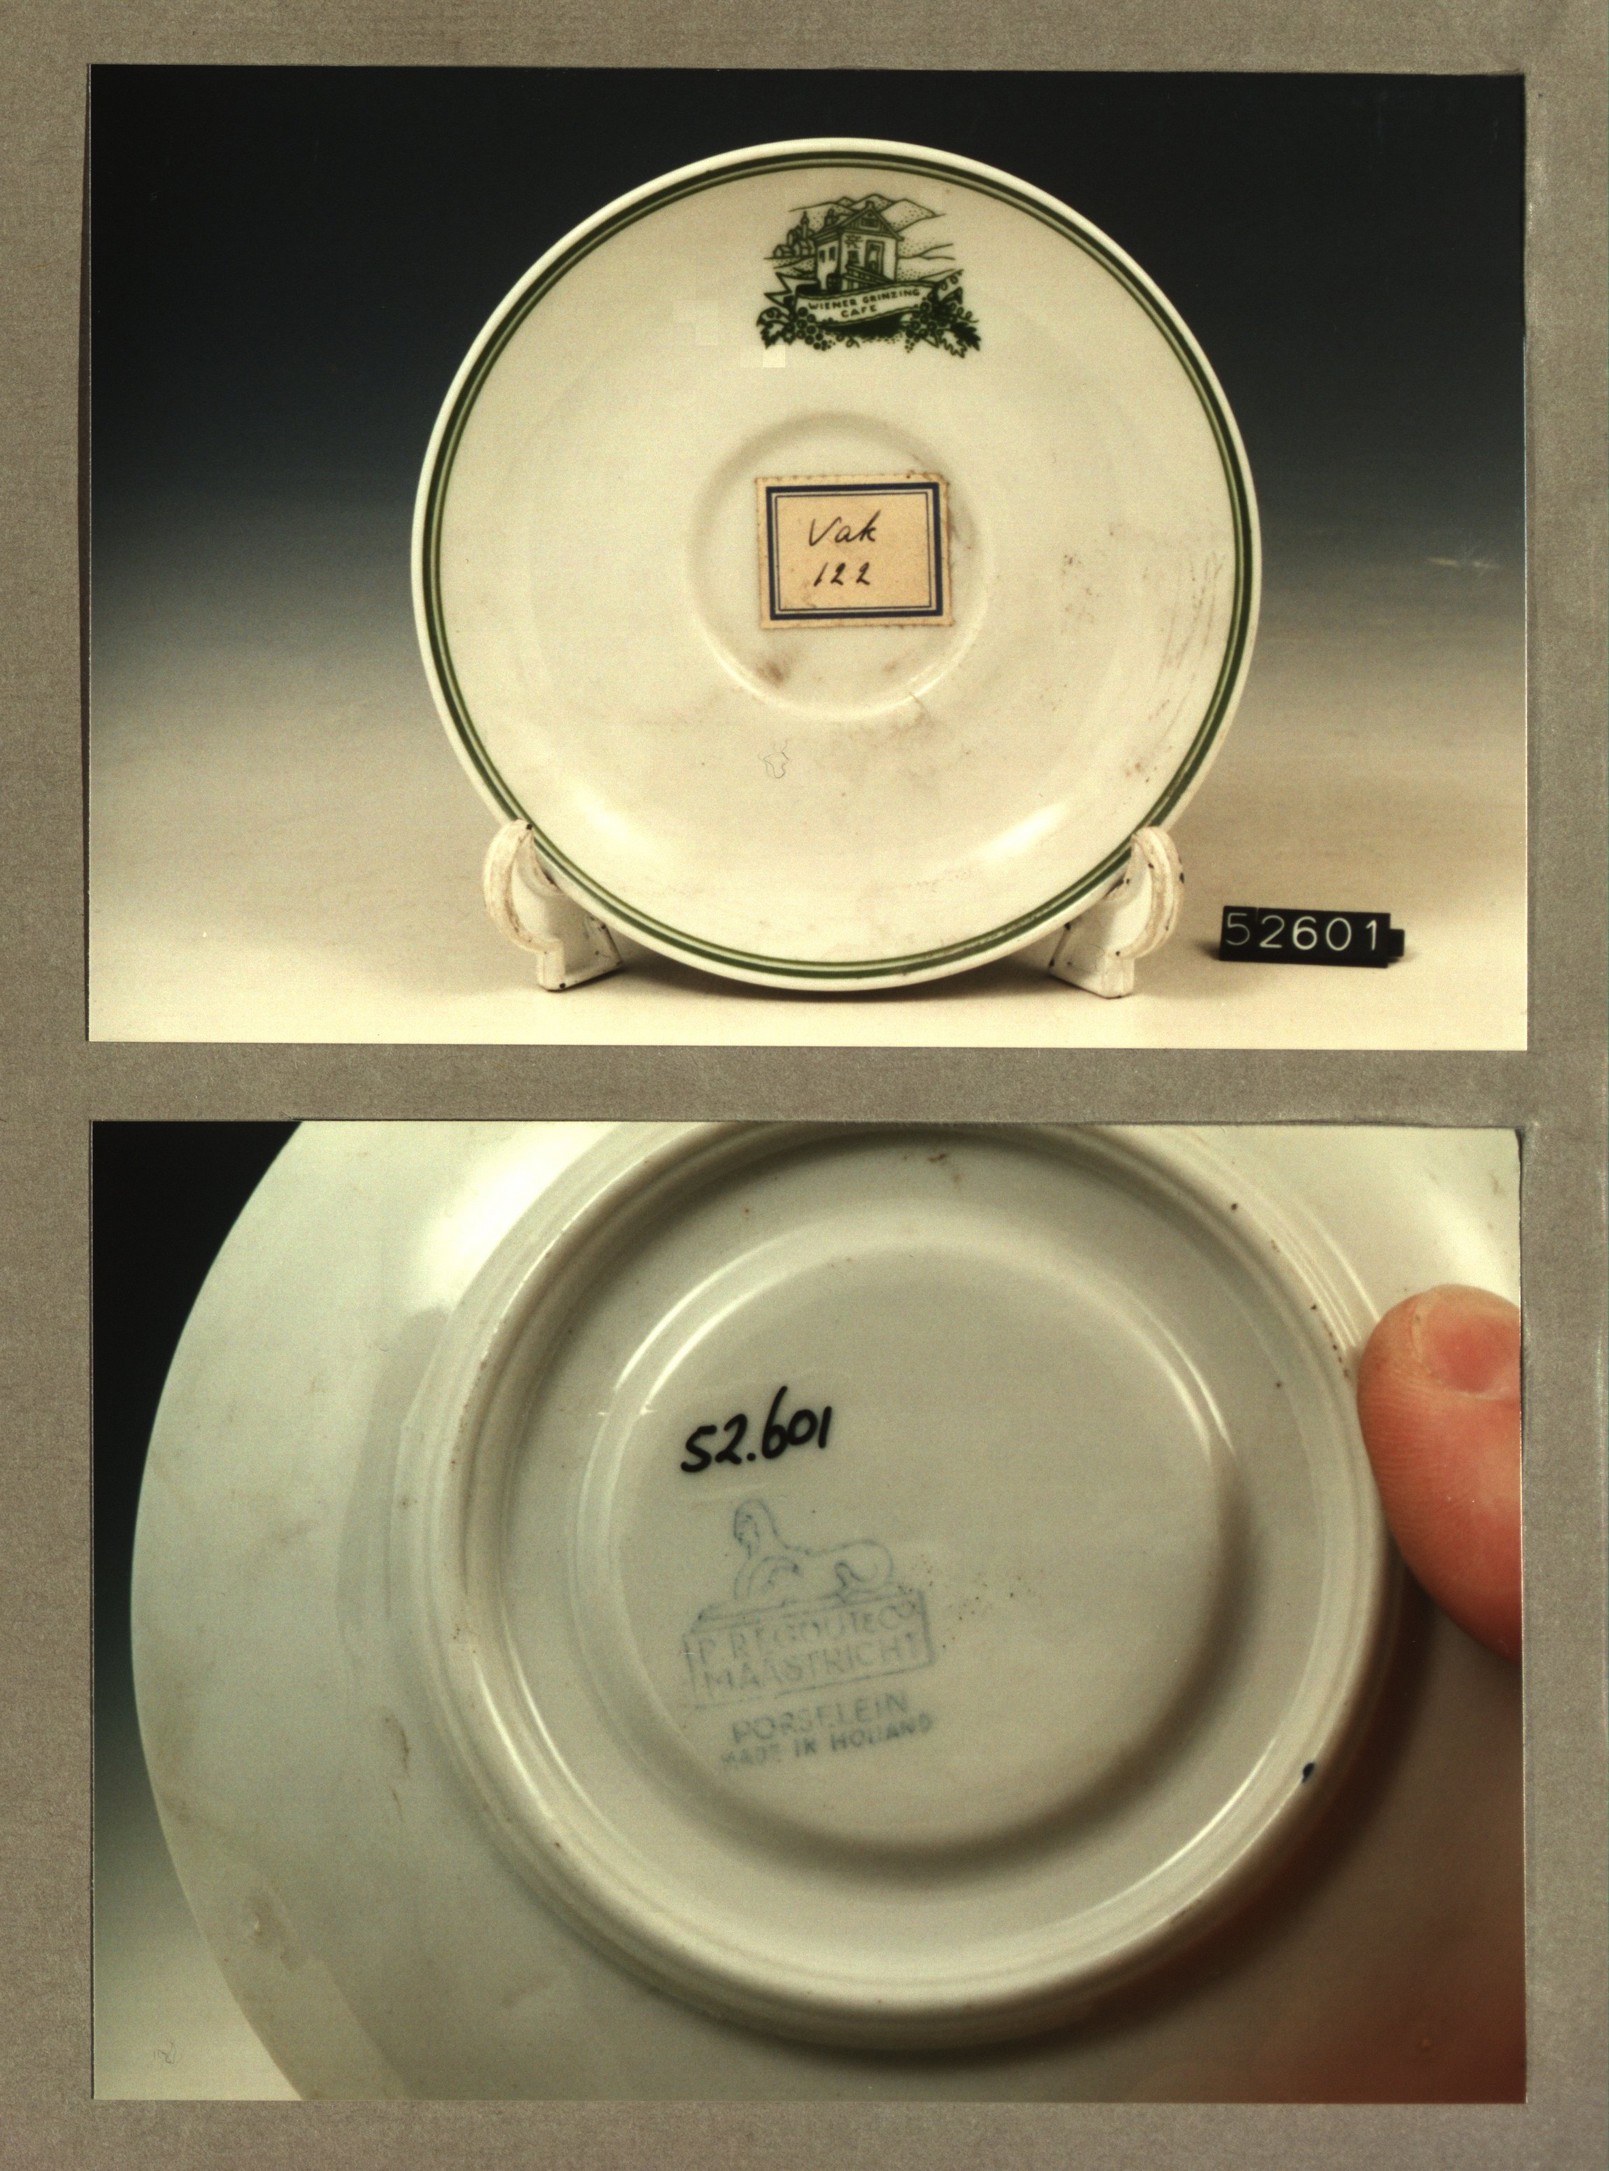 WIENER GRINZING
CAFE
Vak
122
52601
52.601
P. REGOUT & Co
MAASTRICHT
PORSELEIN
MADE IN HOLLAND